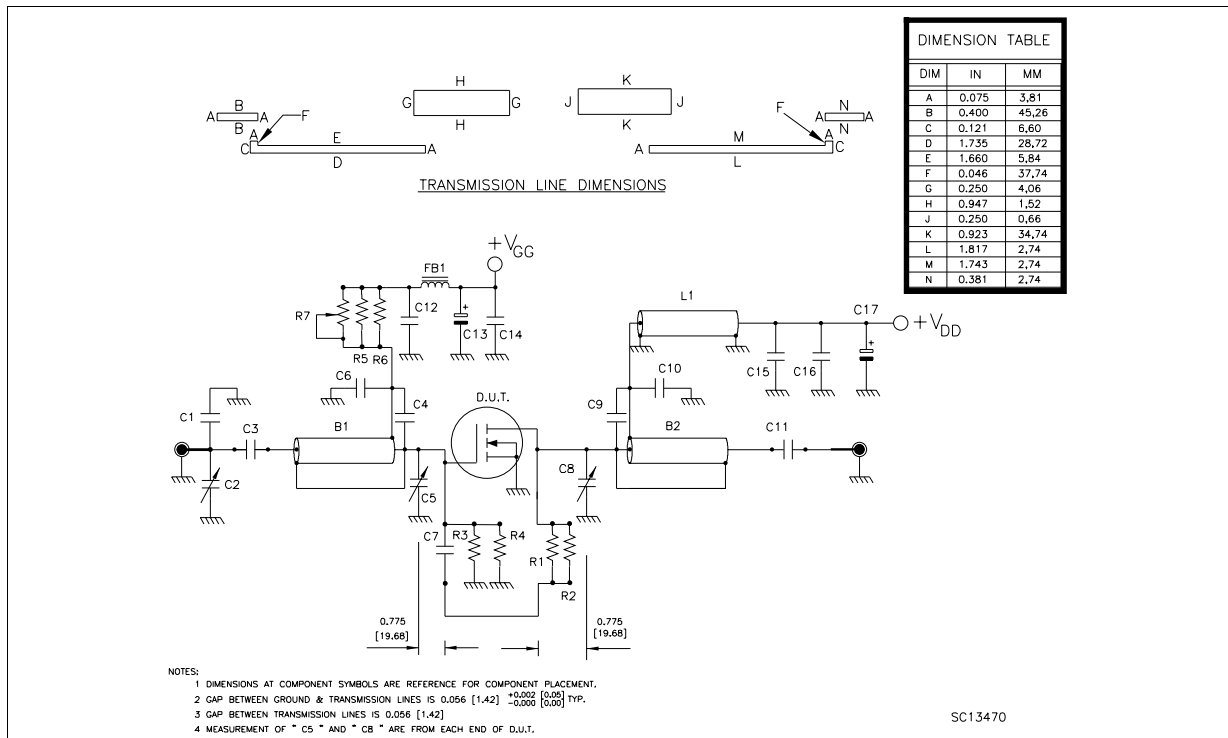 DIMENSION TABLE
DIM IN MM
A 0.075 3,81
B 0.400 45,26
C 0.121 6,60
D 1.735 28,72
E 1.660 5,84
F 0.046 37,74
G 0.250 4,06
H 0.947 1,52
J 0.250 0,66
K 0.923 34,74
L 1.817 2,74
M 1.743 2,74
N 0.381 2,74
B
A A
B
F
A
E
C A
D
H
G G
H
K
J J
K
F
N
A A
N
A
M
A C
L
TRANSMISSION LINE DIMENSIONS
+VGG
FB1
R7
R5
R6
C12
+
C13
C14
L1
C17
+VDD
+
C15
C16
C6
C4
D.U.T.
C9
C10
C1
C3
B1
B2
C11
C2
C5
C8
C7
R3
R4
R1
R2
0.775
[19.68]
0.775
[19.68]
NOTES:
1 DIMENSIONS AT COMPONENT SYMBOLS ARE REFERENCE FOR COMPONENT PLACEMENT.
2 GAP BETWEEN GROUND & TRANSMISSION LINES IS 0.056 [1.42] +0.002 [0.05] -0.000 [0.00] TYP.
3 GAP BETWEEN TRANSMISSION LINES IS 0.056 [1.42]
4 MEASUREMENT OF " C5 " AND " C8 " ARE FROM EACH END OF D.U.T.
SC13470